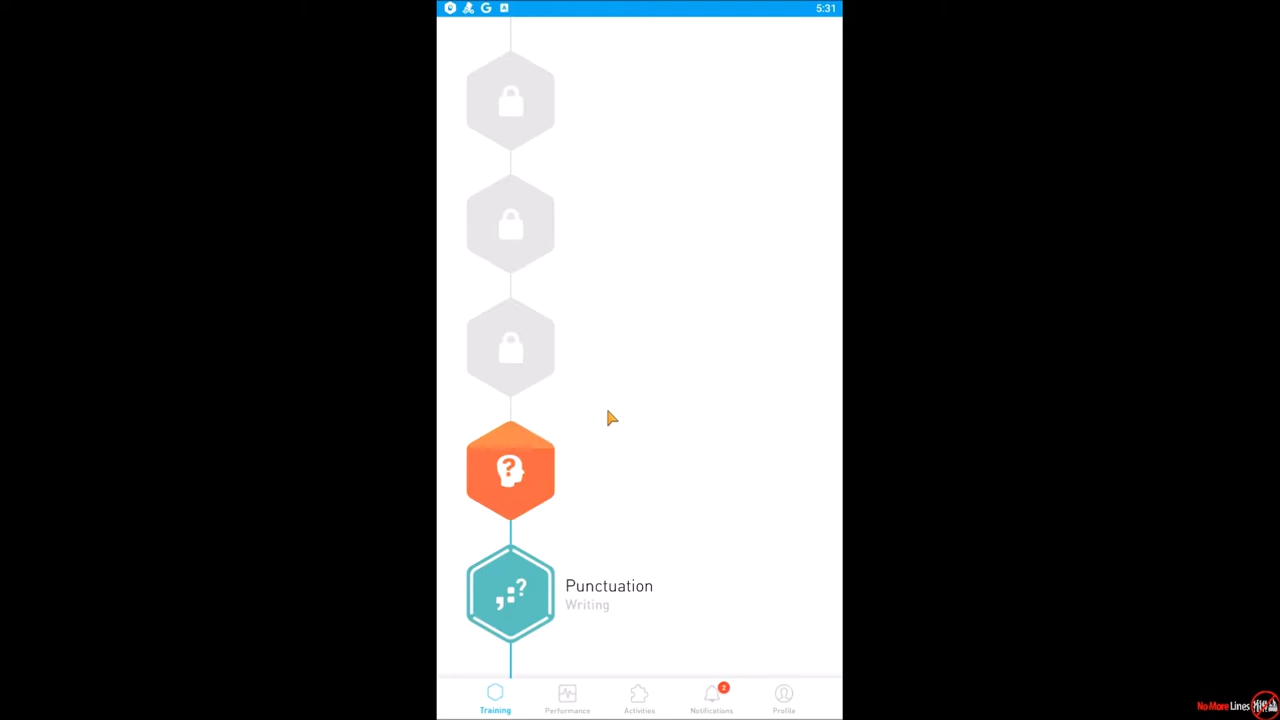 5:31
Punctuation
Writing
2
Training
Performance
Activities
Notifications
Profile
No More Lines